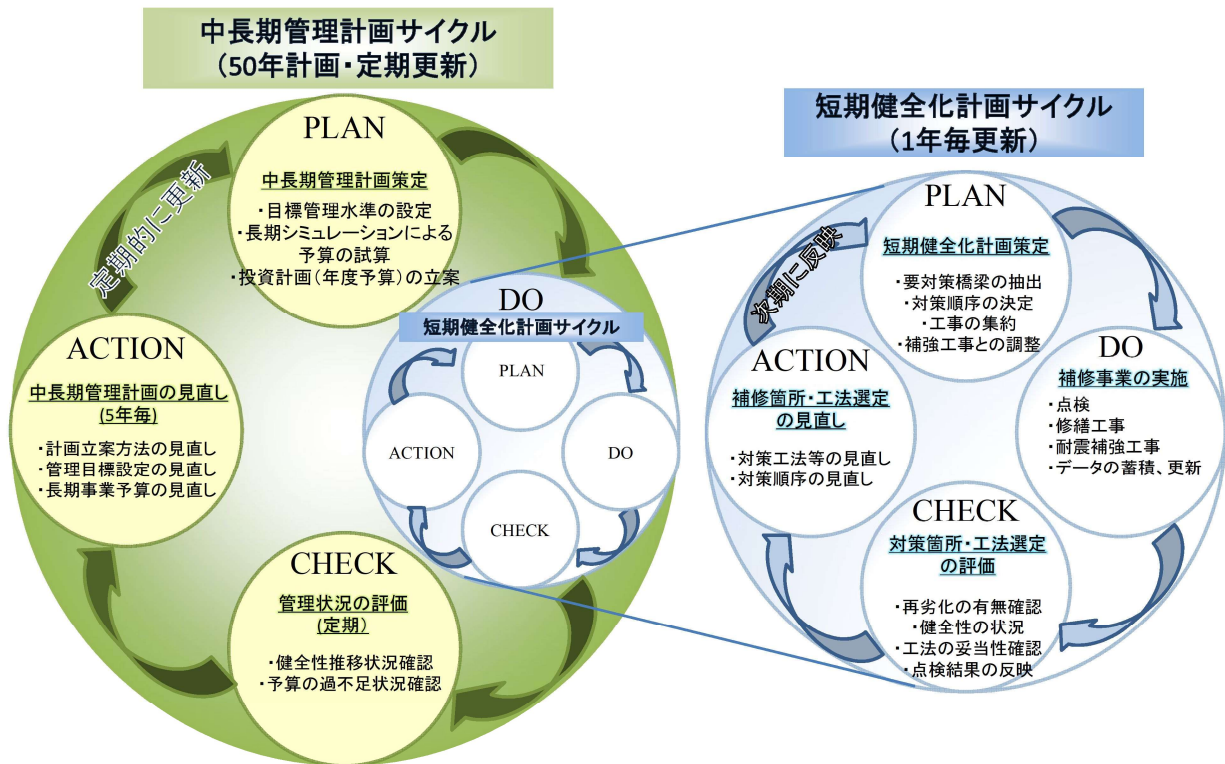 中長期管理計画サイクル
(50年計画・定期更新)
PLAN
中長期管理計画策定
・目標管理水準の設定
・長期シミュレーションによる
予算の試算
・投資計画(年度予算)の立案
定期的に更新
DO
短期健全化計画サイクル
PLAN
DO
CHECK
ACTION
CHECK
管理状況の評価
(定期)
・健全性推移状況確認
・予算の過不足状況確認
ACTION
中長期管理計画の見直し
(5年毎)
・計画立案方法の見直し
・管理目標設定の見直し
・長期事業予算の見直し
短期健全化計画サイクル
(1年毎更新)
PLAN
短期健全化計画策定
・要対策橋梁の抽出
・対策順序の決定
・工事の集約
・補強工事との調整
次期に反映
DO
補修事業の実施
・点検
・修繕工事
・耐震補強工事
・データの蓄積、更新
CHECK
対策箇所・工法選定
の評価
・再劣化の有無確認
・健全性の状況
・工法の妥当性確認
・点検結果の反映
ACTION
補修箇所・工法選定
の見直し
・対策工法等の見直し
・対策順序の見直し